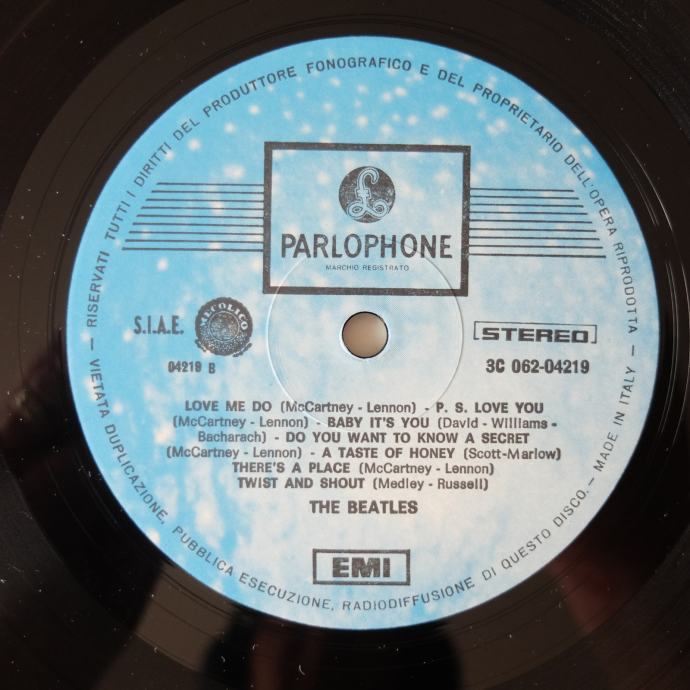 RISERVATI TUTTI I DIRITTI DEL PRODUTTORE FONOGRAFICO E DEL PROPRIETARIO DELL'OPERA RIPRODOTTA
£
PARLOPHONE
MARCHIO REGISTRATO
S.I.A.E.
MECOLICO
STEREO
04219 B
3C 062-04219
LOVE ME DO (McCartney - Lennon) - P. S. LOVE YOU
(McCartney - Lennon) - BABY IT'S YOU (David - Williams -
Bacharach) - DO YOU WANT TO KNOW A SECRET
(McCartney - Lennon) - A TASTE OF HONEY (Scott-Marlow)
THERE'S A PLACE (McCartney - Lennon)
TWIST AND SHOUT (Medley - Russell)
THE BEATLES
EMI
VIETATA DUPLICAZIONE, PUBBLICA ESECUZIONE, RADIODIFFUSIONE DI QUESTO DISCO. - MADE IN ITALY -